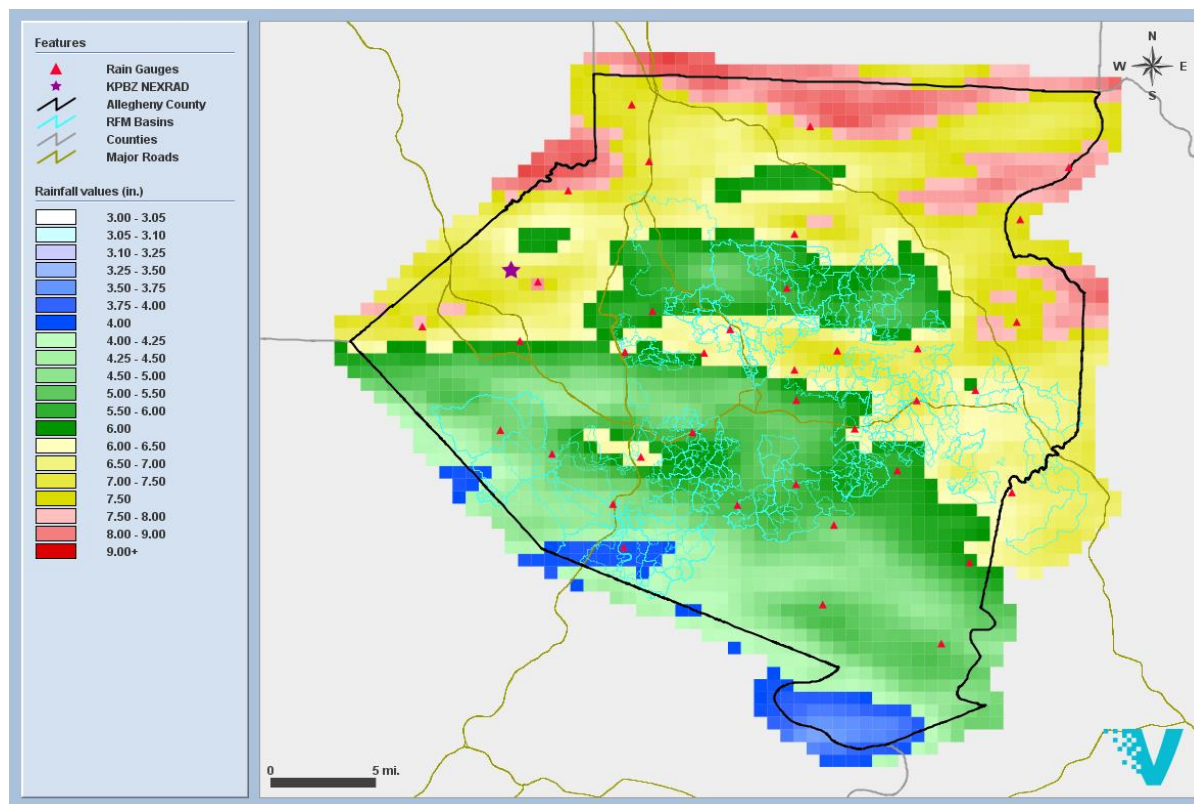 Features
Rain Gauges
KPBZ NEXRAD
Allegheny County
RFM Basins
Counties
Major Roads
Rainfall values (in.)
3.00 - 3.05
3.05 - 3.10
3.10 - 3.25
3.25 - 3.50
3.50 - 3.75
3.75 - 4.00
4.00
4.00 - 4.25
4.25 - 4.50
4.50 - 5.00
5.00 - 5.50
5.50 - 6.00
6.00
6.00 - 6.50
6.50 - 7.00
7.00 - 7.50
7.50
7.50 - 8.00
8.00 - 9.00
9.00+
N
W E
S
0 5 mi.
V